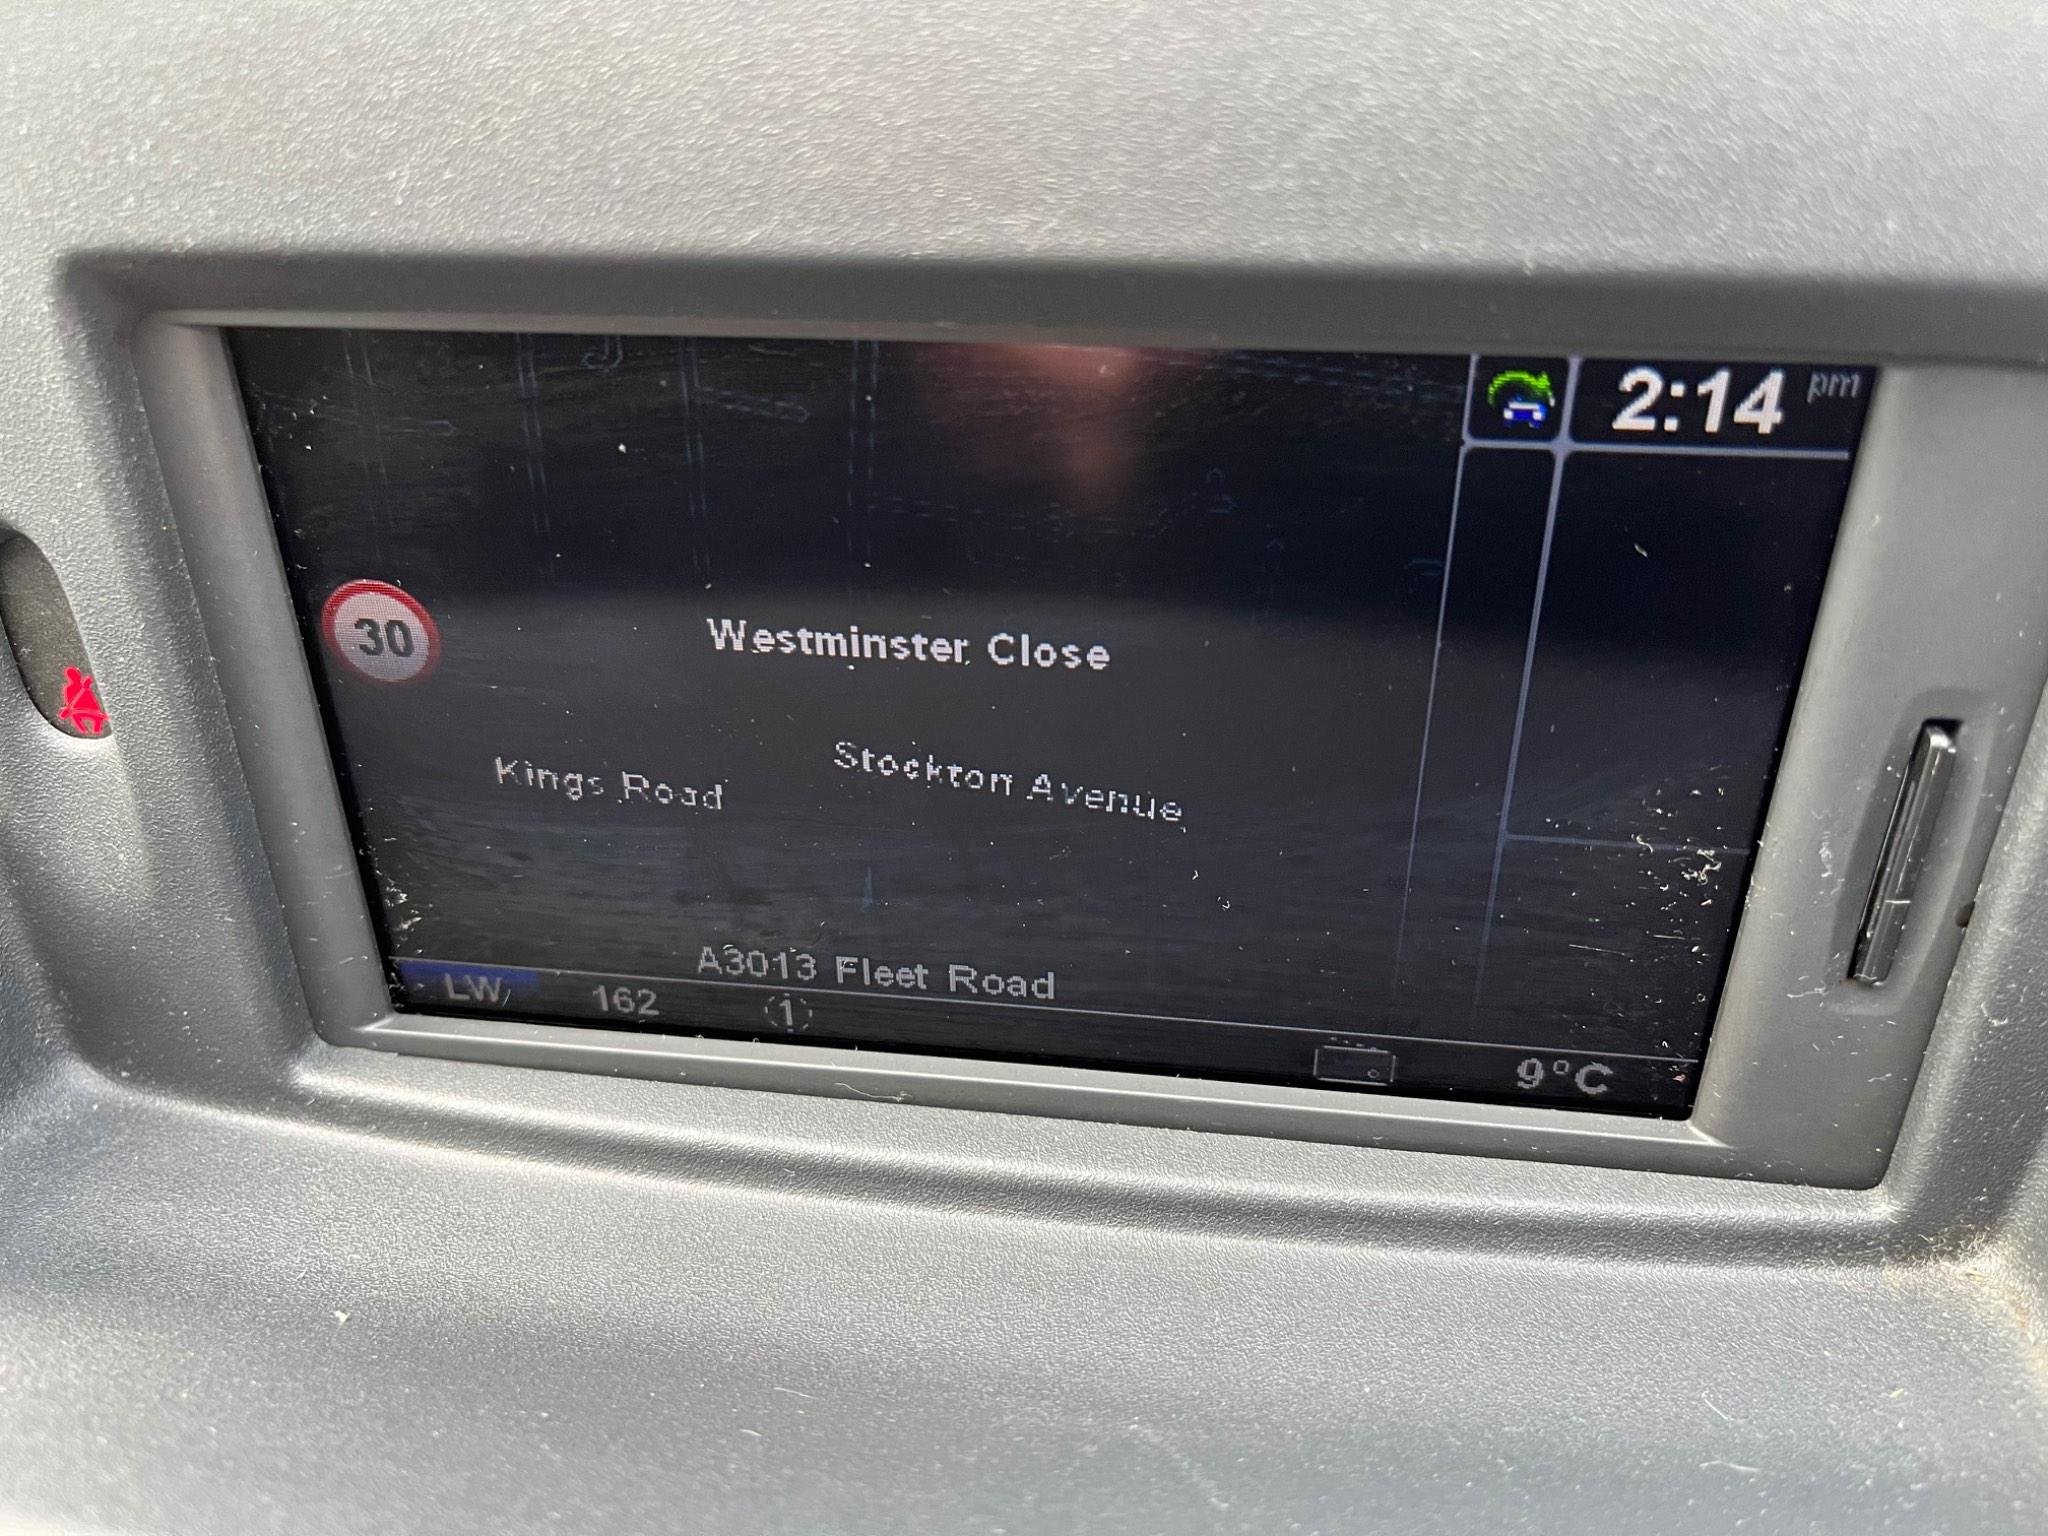 2:14 pm
30
Westminster Close
Kings Road
Stockton Avenue
A3013 Fleet Road
LW 162 1
9°C